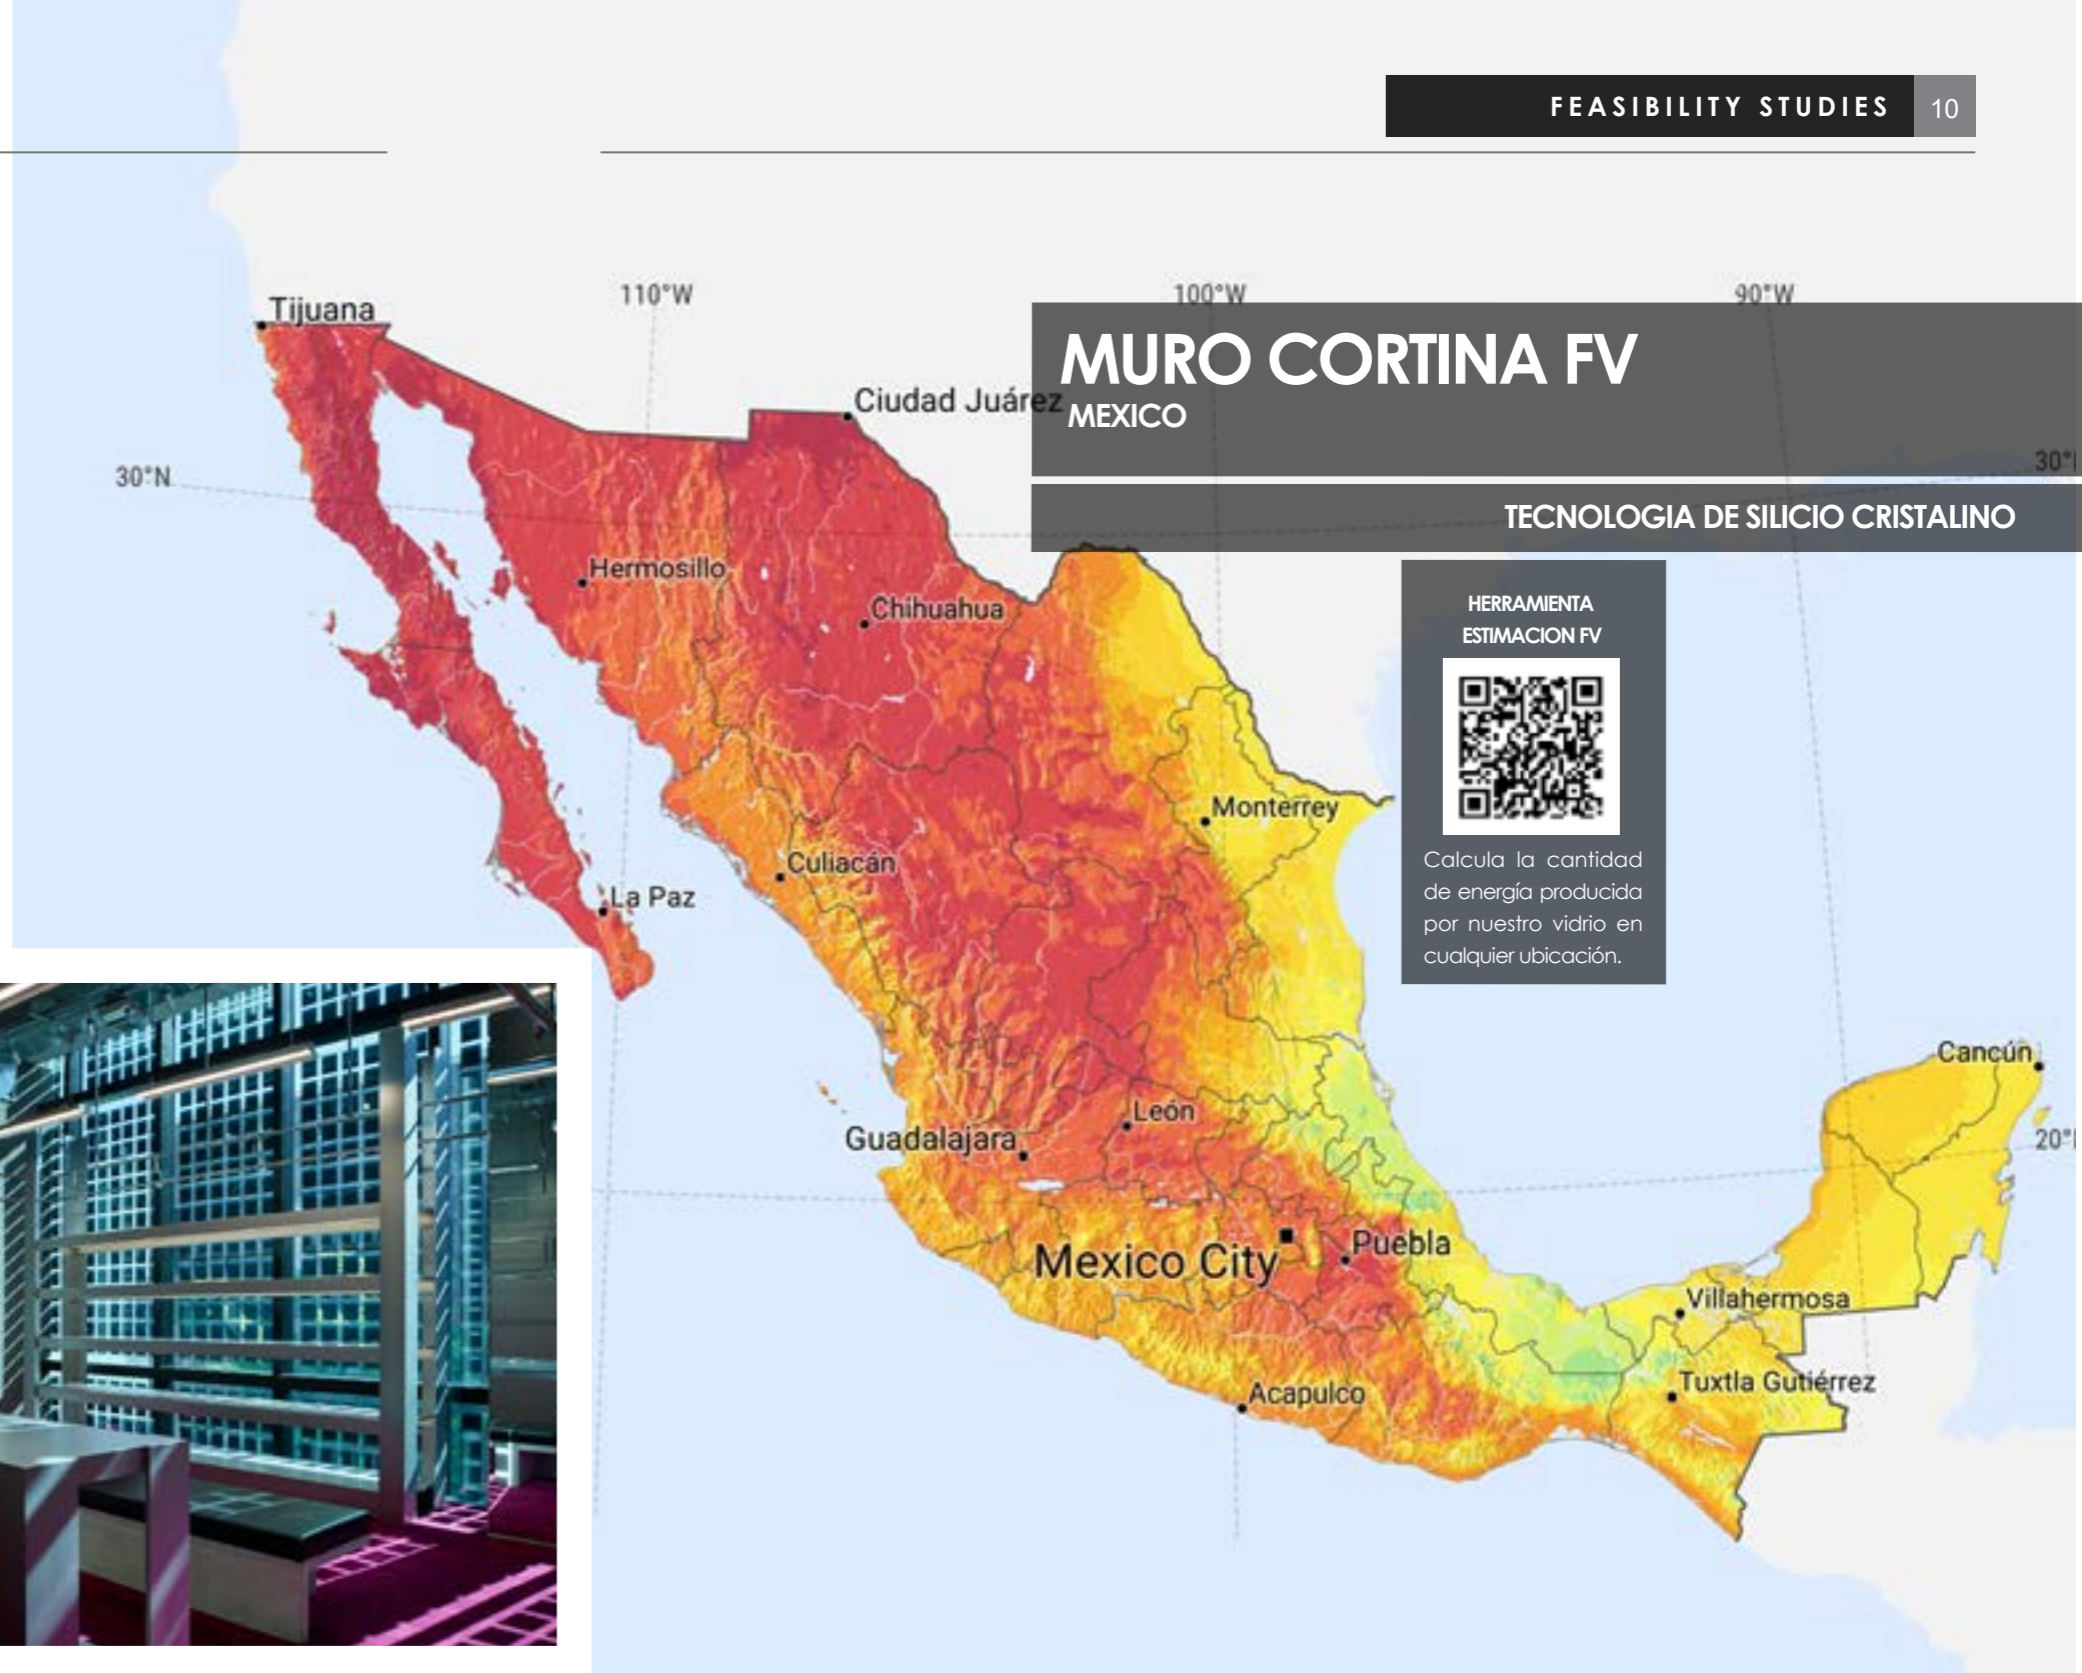 FEASIBILITY STUDIES 10
110°W 100°W 90°W
Tijuana
MURO CORTINA FV
Ciudad Juárez
MEXICO
30°N
30°
TECNOLOGIA DE SILICIO CRISTALINO
Hermosillo
Chihuahua
HERRAMIENTA
ESTIMACION FV
Monterrey
Culiacán
La Paz
Calcula la cantidad
de energía producida
por nuestro vidrio en
cualquier ubicación.
Cancún
León
Guadalajara
20°
Mexico City
Puebla
Villahermosa
Tuxtla Gutiérrez
Acapulco